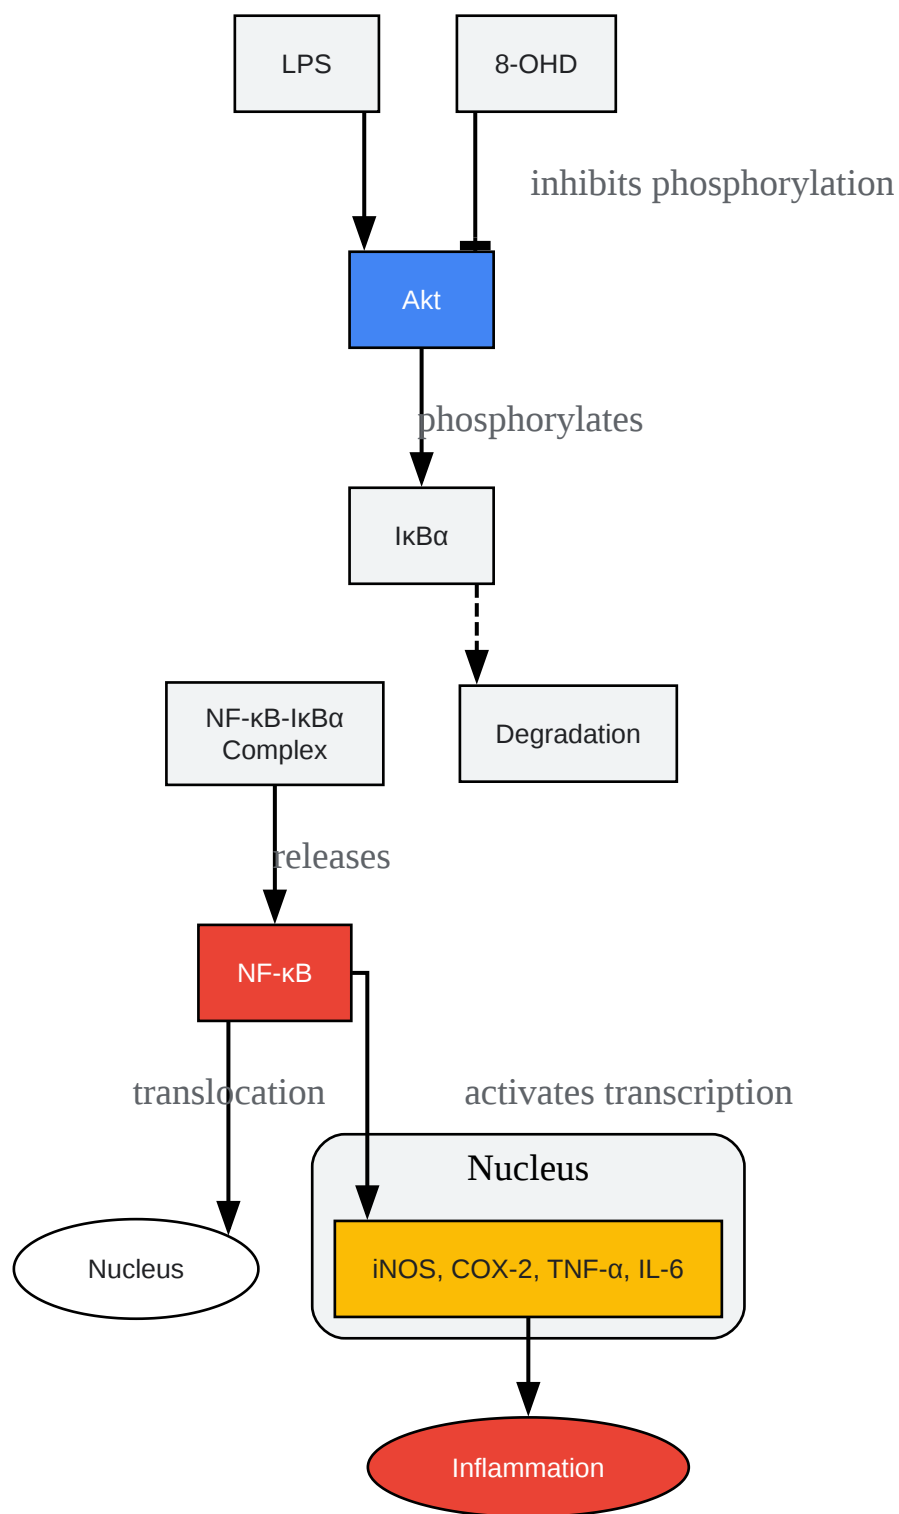 LPS
8-OHD
inhibits phosphorylation
Akt
phosphorylates
IκBα
NF-κB-IκBα
Complex
Degradation
releases
NF-κB
translocation
activates transcription
Nucleus
Nucleus
iNOS, COX-2, TNF-α, IL-6
Inflammation